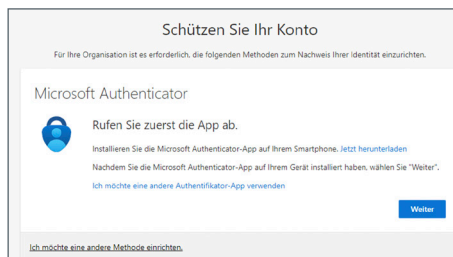 Schützen Sie Ihr Konto
Für Ihre Organisation ist es erforderlich, die folgenden Methoden zum Nachweis Ihrer Identität einzurichten.
Microsoft Authenticator
Rufen Sie zuerst die App ab.
Installieren Sie die Microsoft Authenticator-App auf Ihrem Smartphone. Jetzt herunterladen
Nachdem Sie die Microsoft Authenticator-App auf Ihrem Gerät installiert haben, wählen Sie "Weiter".
Ich möchte eine andere Authentifikator-App verwenden
Weiter
Ich möchte eine andere Methode einrichten.